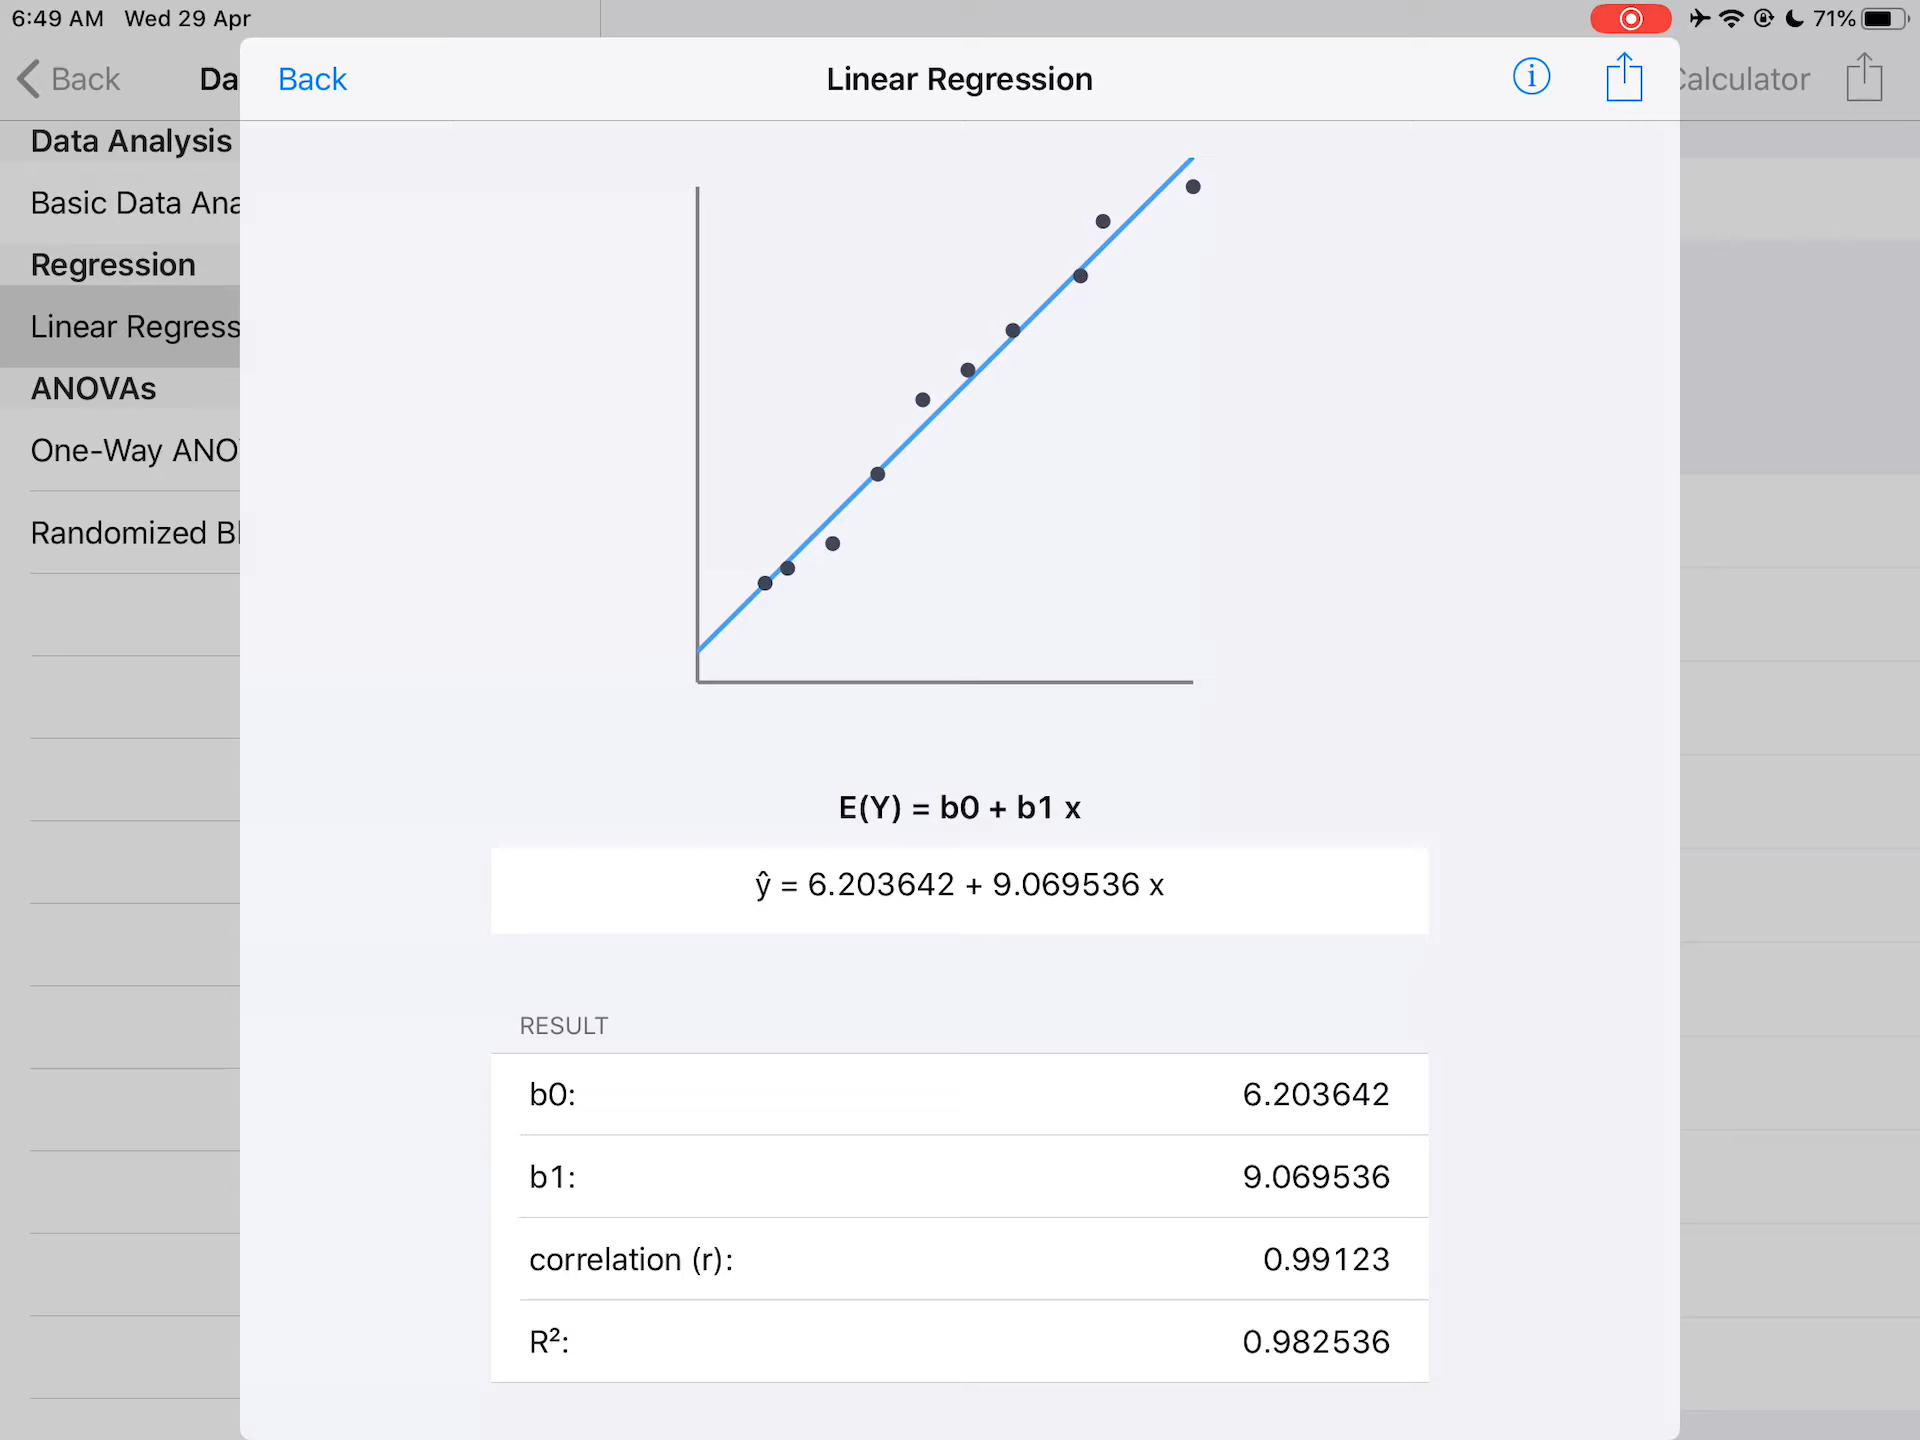 6:49 AM Wed 29 Apr 71%
Back Da
Back Linear Regression Calculator
Data Analysis
Basic Data Ana
Regression
Linear Regress
ANOVAs
One-Way ANO
Randomized Bl
E(Y) = b0 + b1 x
ŷ = 6.203642 + 9.069536 x
RESULT
b0: 6.203642
b1: 9.069536
correlation (r): 0.99123
R²: 0.982536